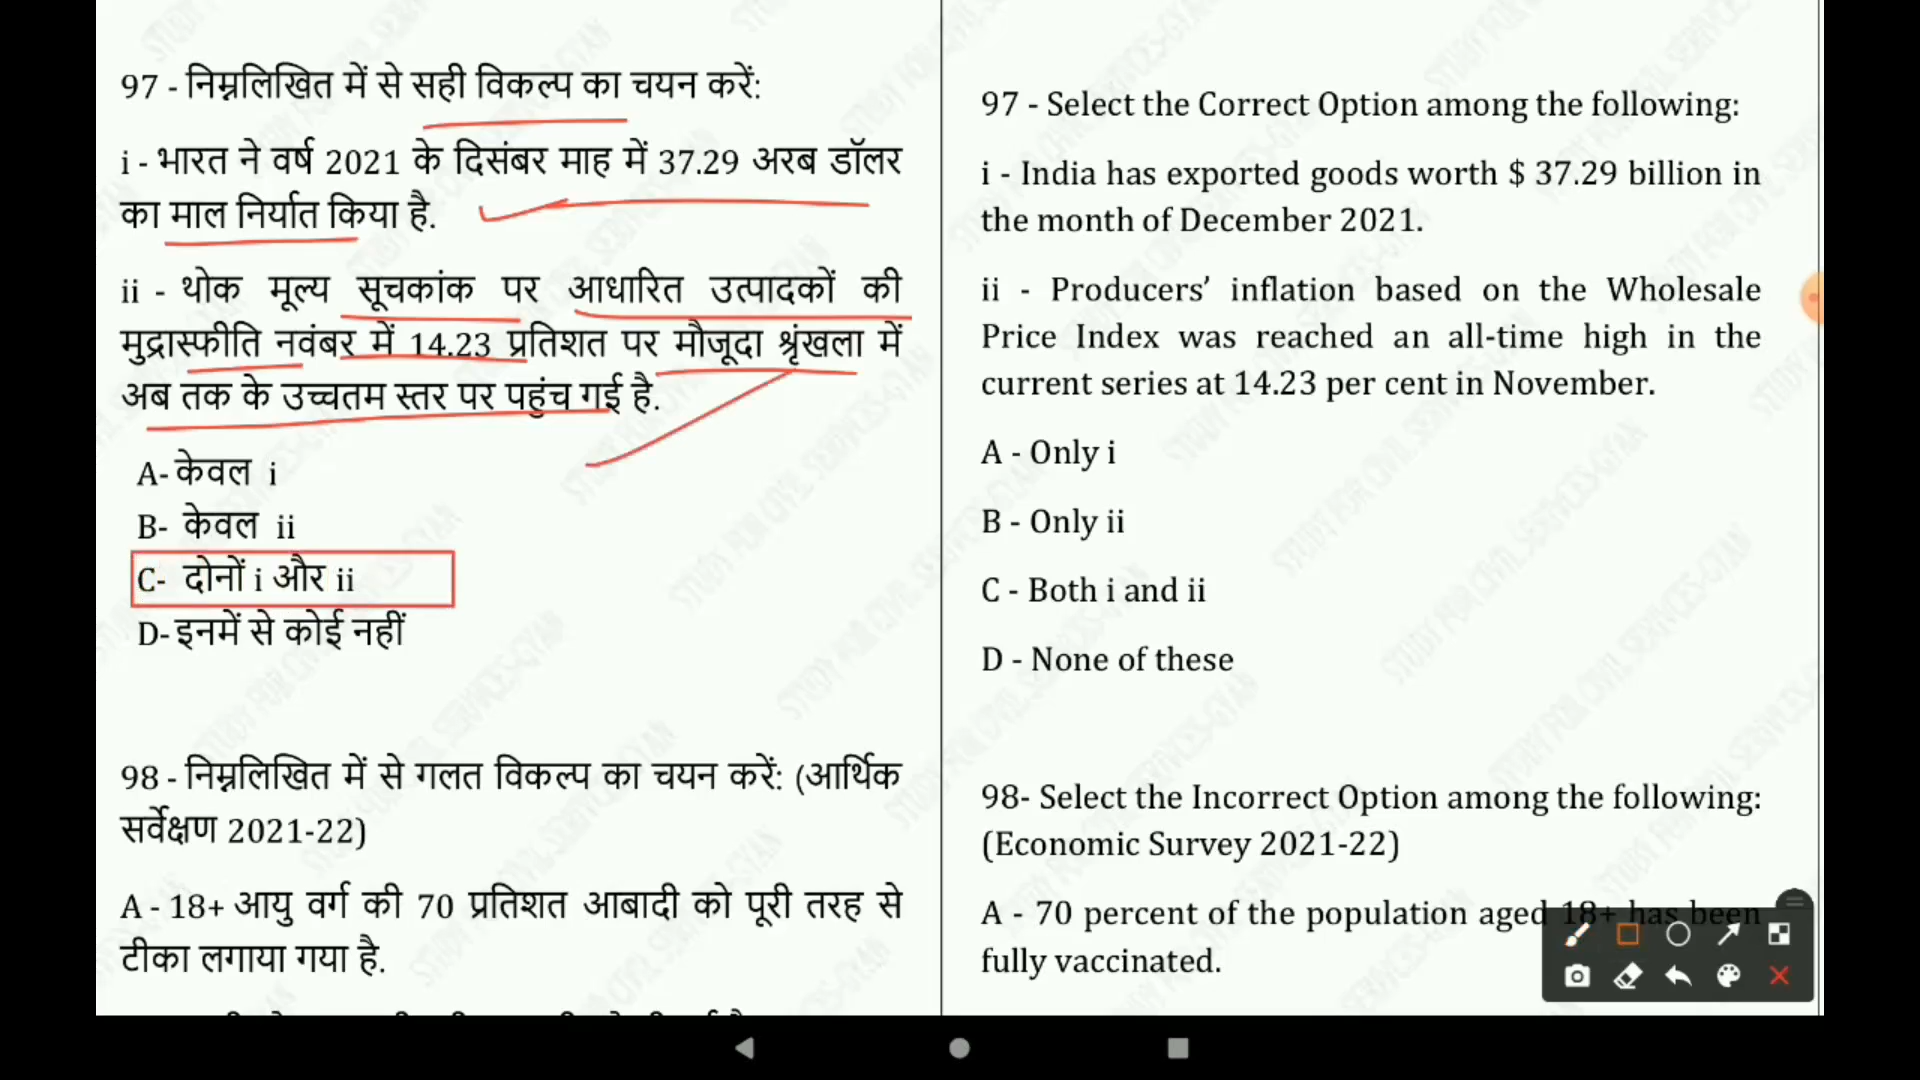 97 - निम्नलिखित में से सही विकल्प का चयन करें:
i - भारत ने वर्ष 2021 के दिसंबर माह में 37.29 अरब डॉलर
का माल निर्यात किया है.
ii - थोक मूल्य सूचकांक पर आधारित उत्पादकों की
मुद्रास्फीति नवंबर में 14.23 प्रतिशत पर मौजूदा श्रृंखला में
अब तक के उच्चतम स्तर पर पहुंच गई है.
A- केवल i
B- केवल ii
C- दोनों i और ii
D- इनमें से कोई नहीं
98 - निम्नलिखित में से गलत विकल्प का चयन करें: (आर्थिक
सर्वेक्षण 2021-22)
A - 18+ आयु वर्ग की 70 प्रतिशत आबादी को पूरी तरह से
टीका लगाया गया है.
97 - Select the Correct Option among the following:
i - India has exported goods worth $ 37.29 billion in
the month of December 2021.
ii - Producers’ inflation based on the Wholesale
Price Index was reached an all-time high in the
current series at 14.23 per cent in November.
A - Only i
B - Only ii
C - Both i and ii
D - None of these
98- Select the Incorrect Option among the following:
(Economic Survey 2021-22)
A - 70 percent of the population aged 18+ has been
fully vaccinated.